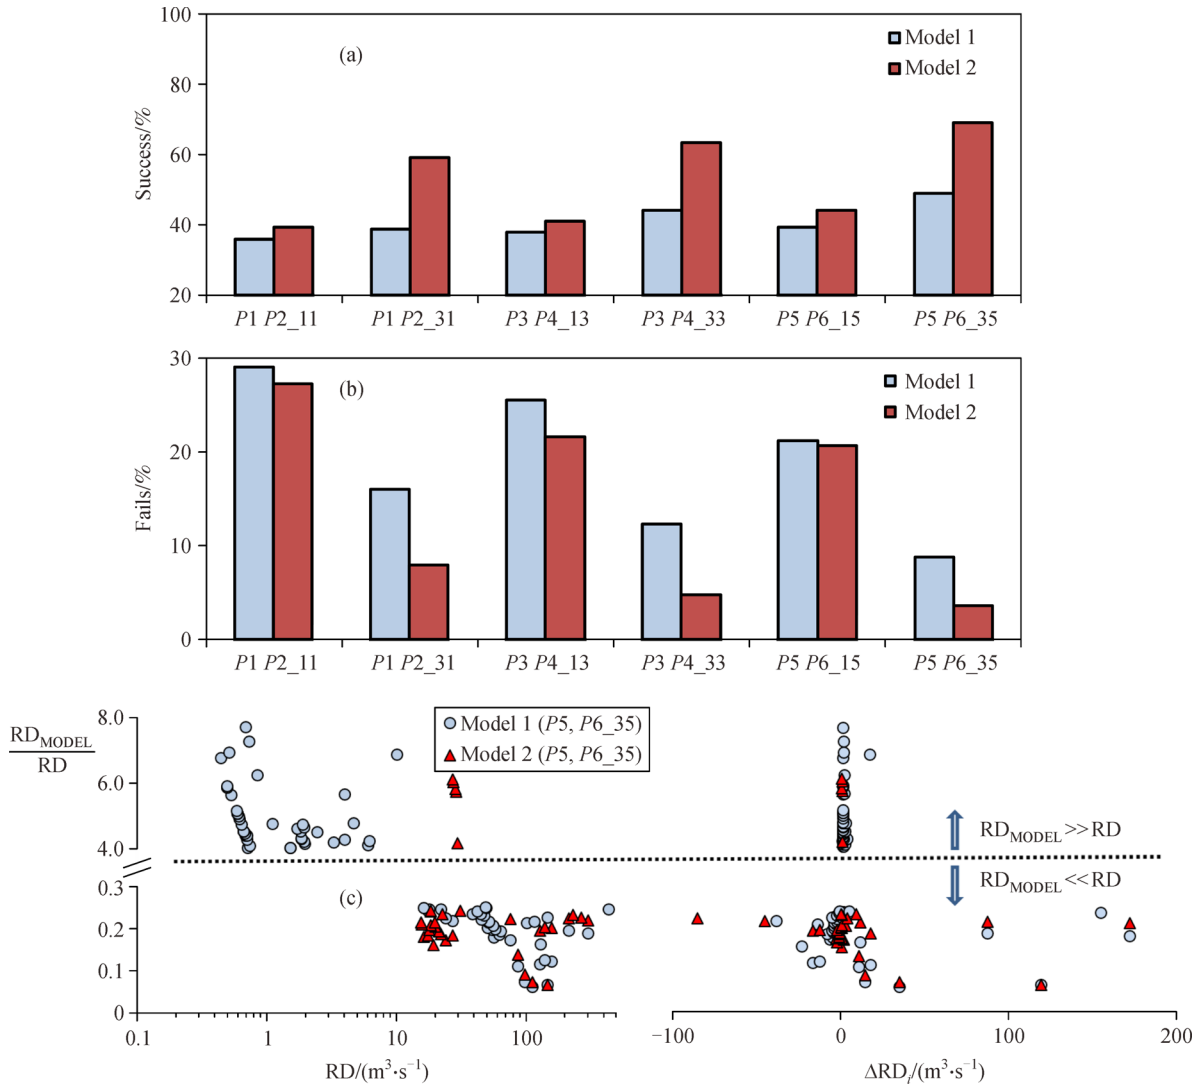 100
80
60
40
20
Success/%
(a)
Model 1
Model 2
P1 P2_11
P1 P2_31
P3 P4_13
P3 P4_33
P5 P6_15
P5 P6_35
30
20
10
0
Fails/%
(b)
Model 1
Model 2
P1 P2_11
P1 P2_31
P3 P4_13
P3 P4_33
P5 P6_15
P5 P6_35
RD_MODEL
RD
8.0
6.0
4.0
0.3
0.2
0.1
0
Model 1 (P5, P6_35)
Model 2 (P5, P6_35)
RD_MODEL>>RD
RD_MODEL<<RD
(c)
0.1
1
10
100
RD/(m³·s⁻¹)
−100
0
100
200
ΔRDᵢ/(m³·s⁻¹)